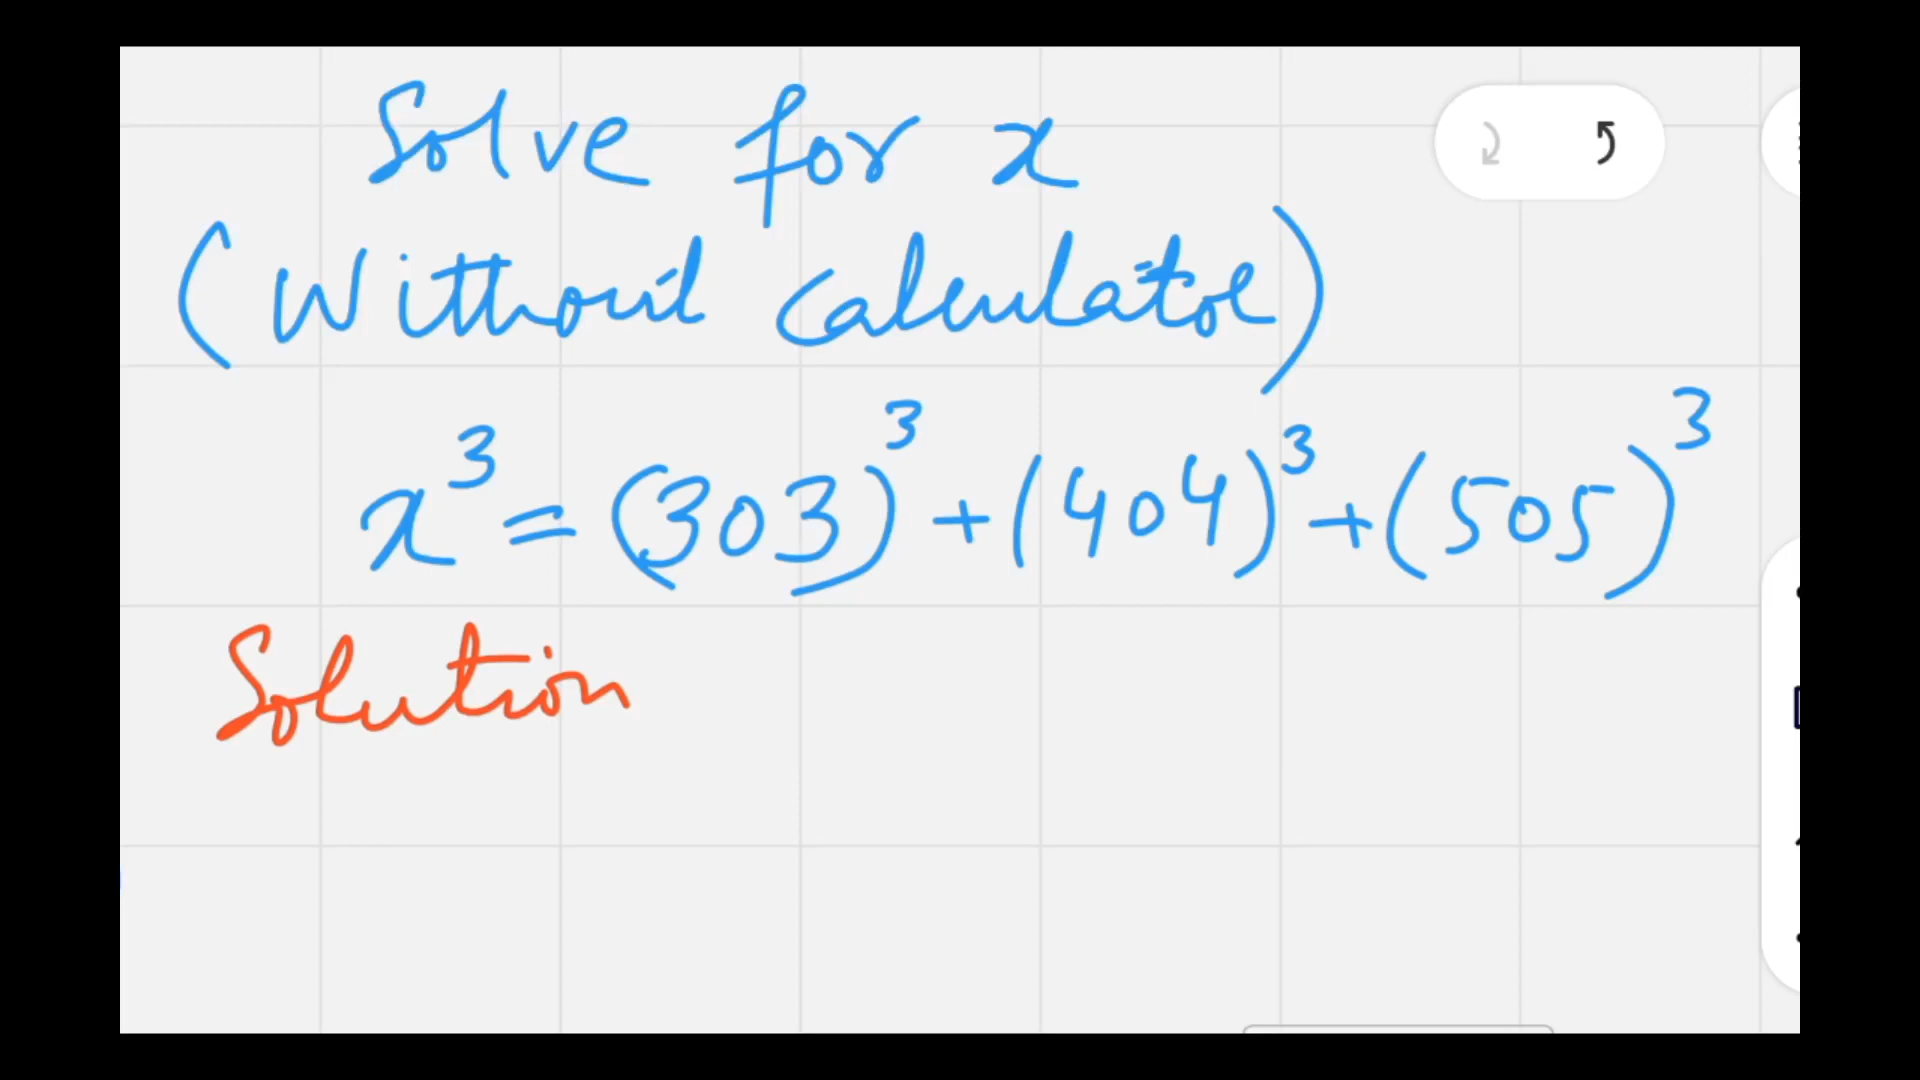 Solve for x
(Without Calculator)
x³ = (303)³ + (404)³ + (505)³
Solution